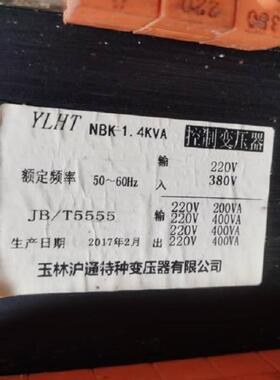 220
YLHT NBK-1.4KVA 控制变压器
额定频率 50~60Hz
输入 220V 380V
JB/T5555
生产日期 2017年2月
输出 220V 200VA
220V 400VA
220V 400VA
220V 400VA
玉林沪通特种变压器有限公司